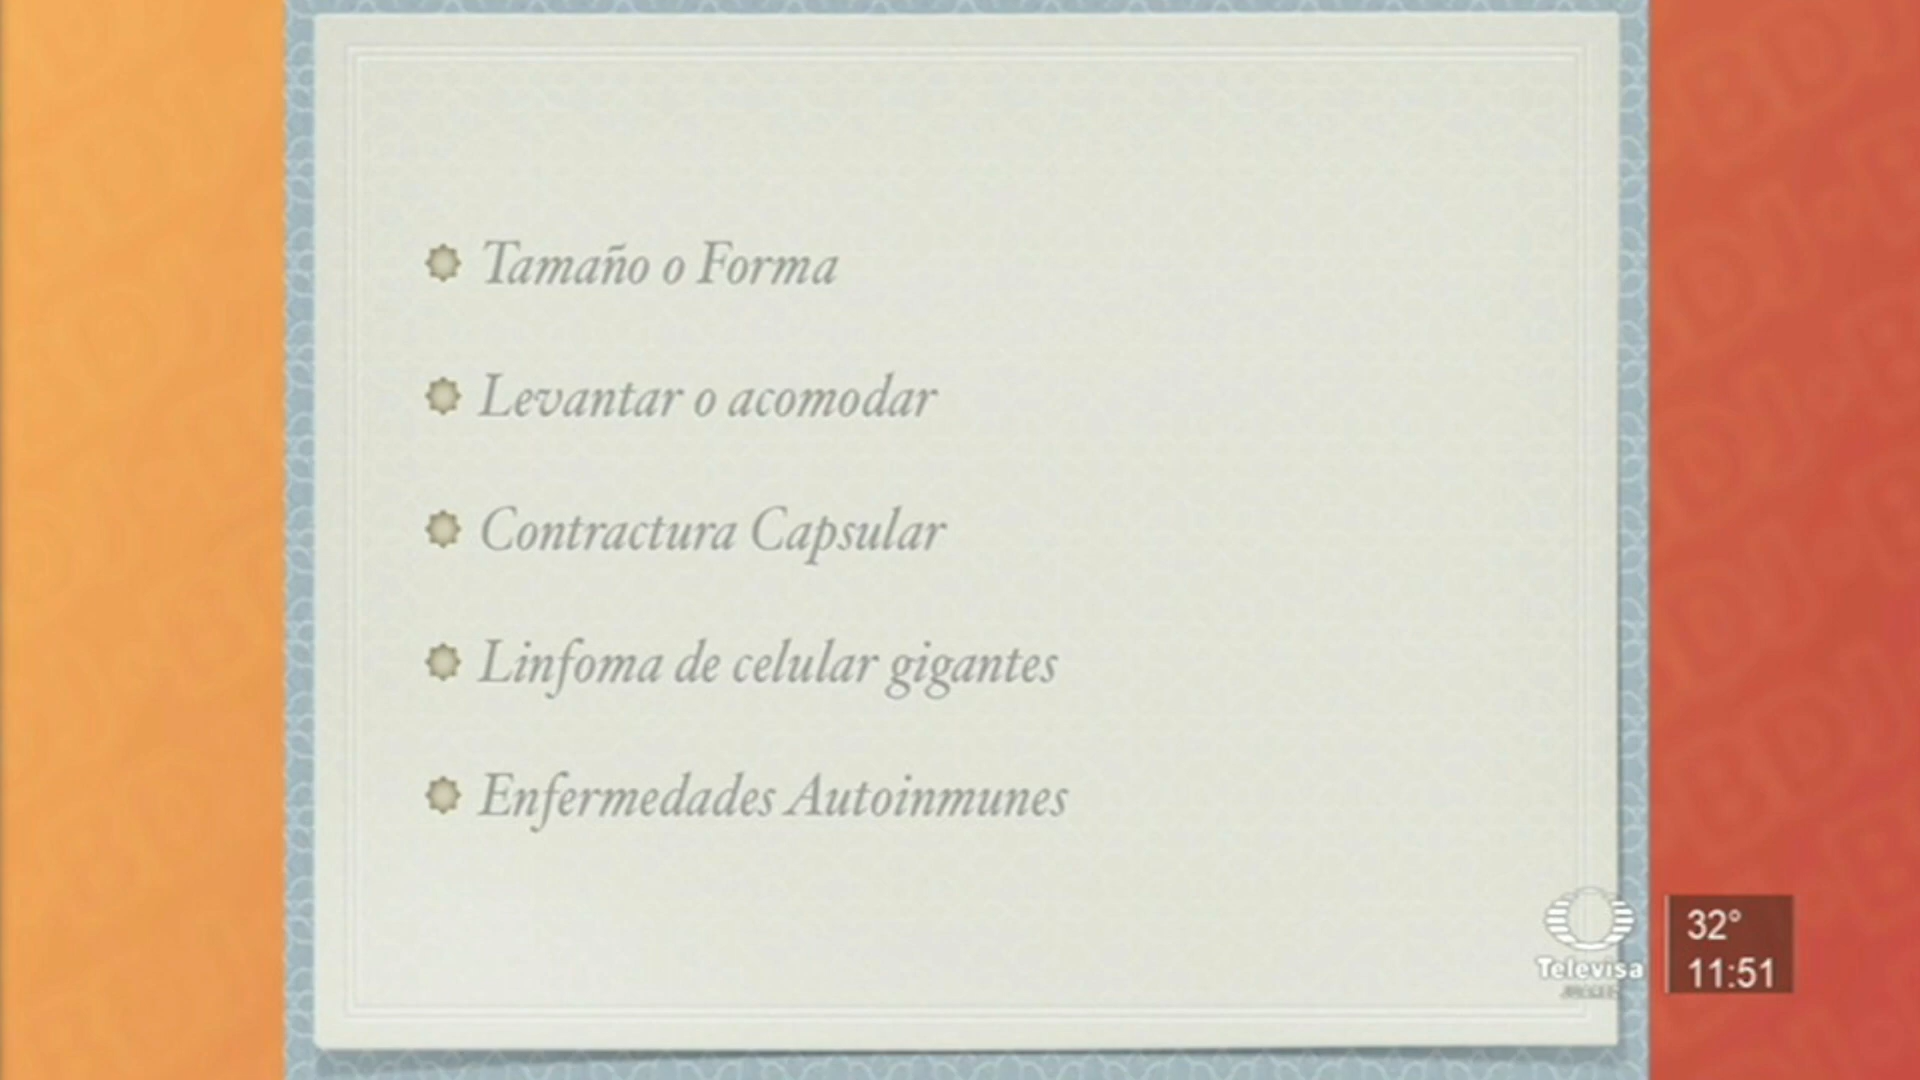 Tamaño o Forma
Levantar o acomodar
Contractura Capsular
Linfoma de celular gigantes
Enfermedades Autoinmunes
Televisa
32°
11:51